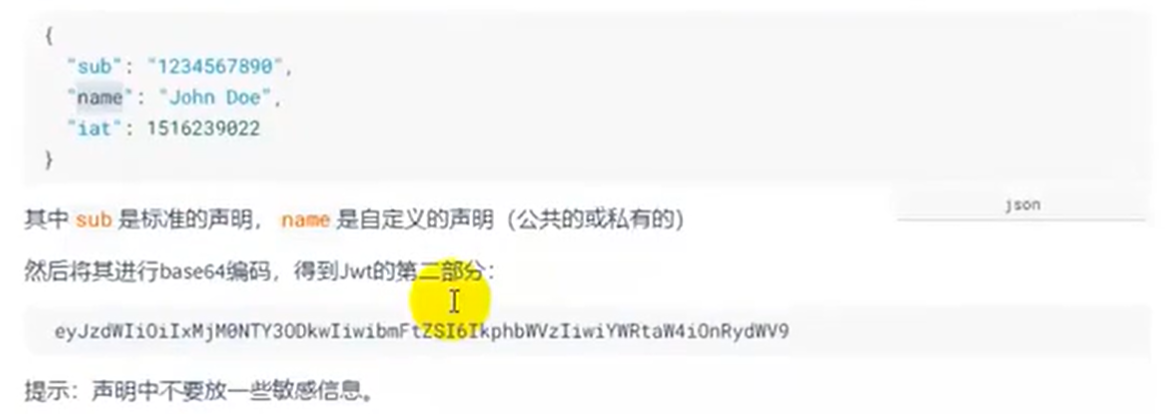 {
"sub": "1234567890",
"name": "John Doe",
"iat": 1516239022
}
其中 sub 是标准的声明， name 是自定义的声明（公共的或私有的）
json
然后将其进行base64编码，得到Jwt的第二部分：
eyJzdWIiOiIxMjM0NTY3ODkwIiwibmFtZSI6IkphbWVzIiwiYWRtaW4iOnRydWV9
提示：声明中不要放一些敏感信息。